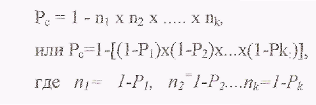 Pc = 1 - n1 x n2 x ..... x nk,
или Pc=1-[(1-P1)x(1-P2)x...x(1-Pk.)],
где n1= 1-P1, n2=1-P2....nk=1-Pk